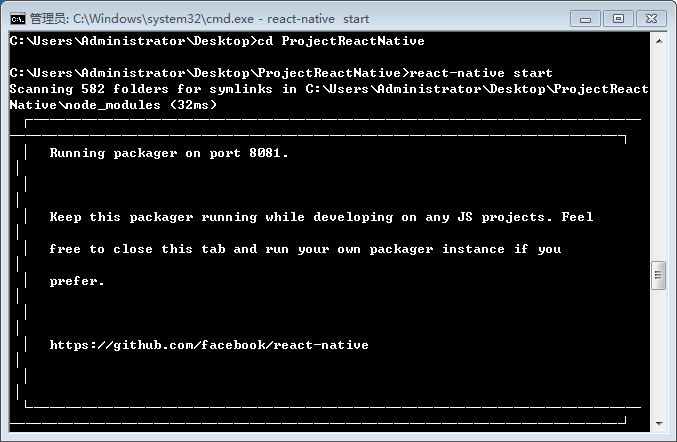 管理员: C:\Windows\system32\cmd.exe - react-native  start
C:\Users\Administrator\Desktop>cd ProjectReactNative
C:\Users\Administrator\Desktop\ProjectReactNative>react-native start
Scanning 582 folders for symlinks in C:\Users\Administrator\Desktop\ProjectReact
Native\node_modules (32ms)
Running packager on port 8081.
Keep this packager running while developing on any JS projects. Feel
free to close this tab and run your own packager instance if you
prefer.
https://github.com/facebook/react-native